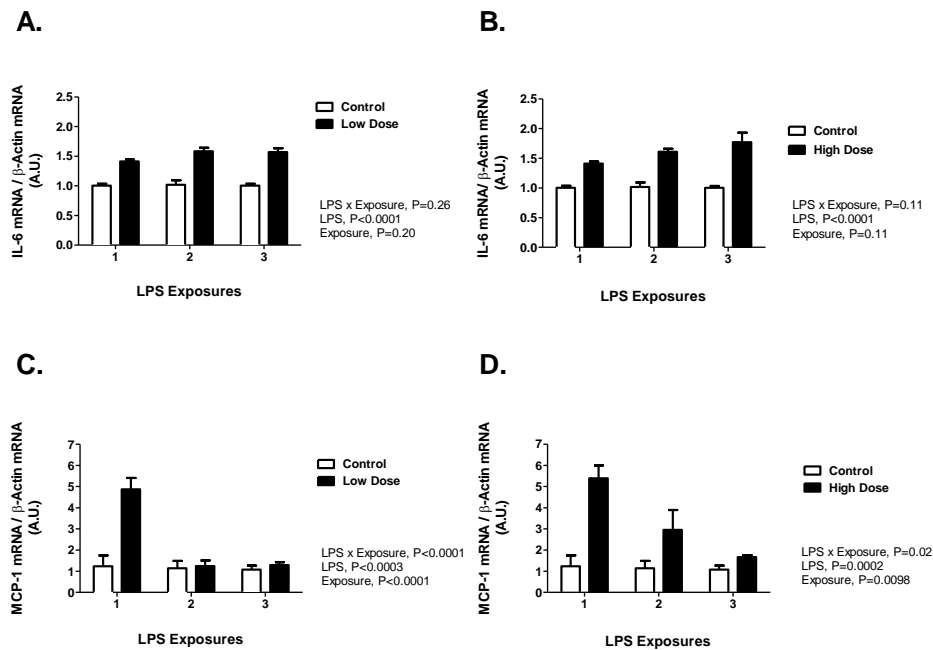 A.
IL-6 mRNA / β-Actin mRNA
(A.U.)
2.5
2.0
1.5
1.0
0.5
0.0
1 2 3
LPS Exposures
Control
Low Dose
LPS x Exposure, P=0.26
LPS, P<0.0001
Exposure, P=0.20
B.
IL-6 mRNA/ β-Actin mRNA
(A.U.)
2.5
2.0
1.5
1.0
0.5
0.0
1 2 3
LPS Exposures
Control
High Dose
LPS x Exposure, P=0.11
LPS, P<0.0001
Exposure, P=0.11
C.
MCP-1 mRNA / β-Actin mRNA
(A.U.)
7
6
5
4
3
2
1
0
1 2 3
LPS Exposures
Control
Low Dose
LPS x Exposure, P<0.0001
LPS, P<0.0003
Exposure, P<0.0001
D.
MCP-1 mRNA / β-Actin mRNA
(A.U.)
7
6
5
4
3
2
1
0
1 2 3
LPS Exposures
Control
High Dose
LPS x Exposure, P=0.02
LPS, P=0.0002
Exposure, P=0.0098